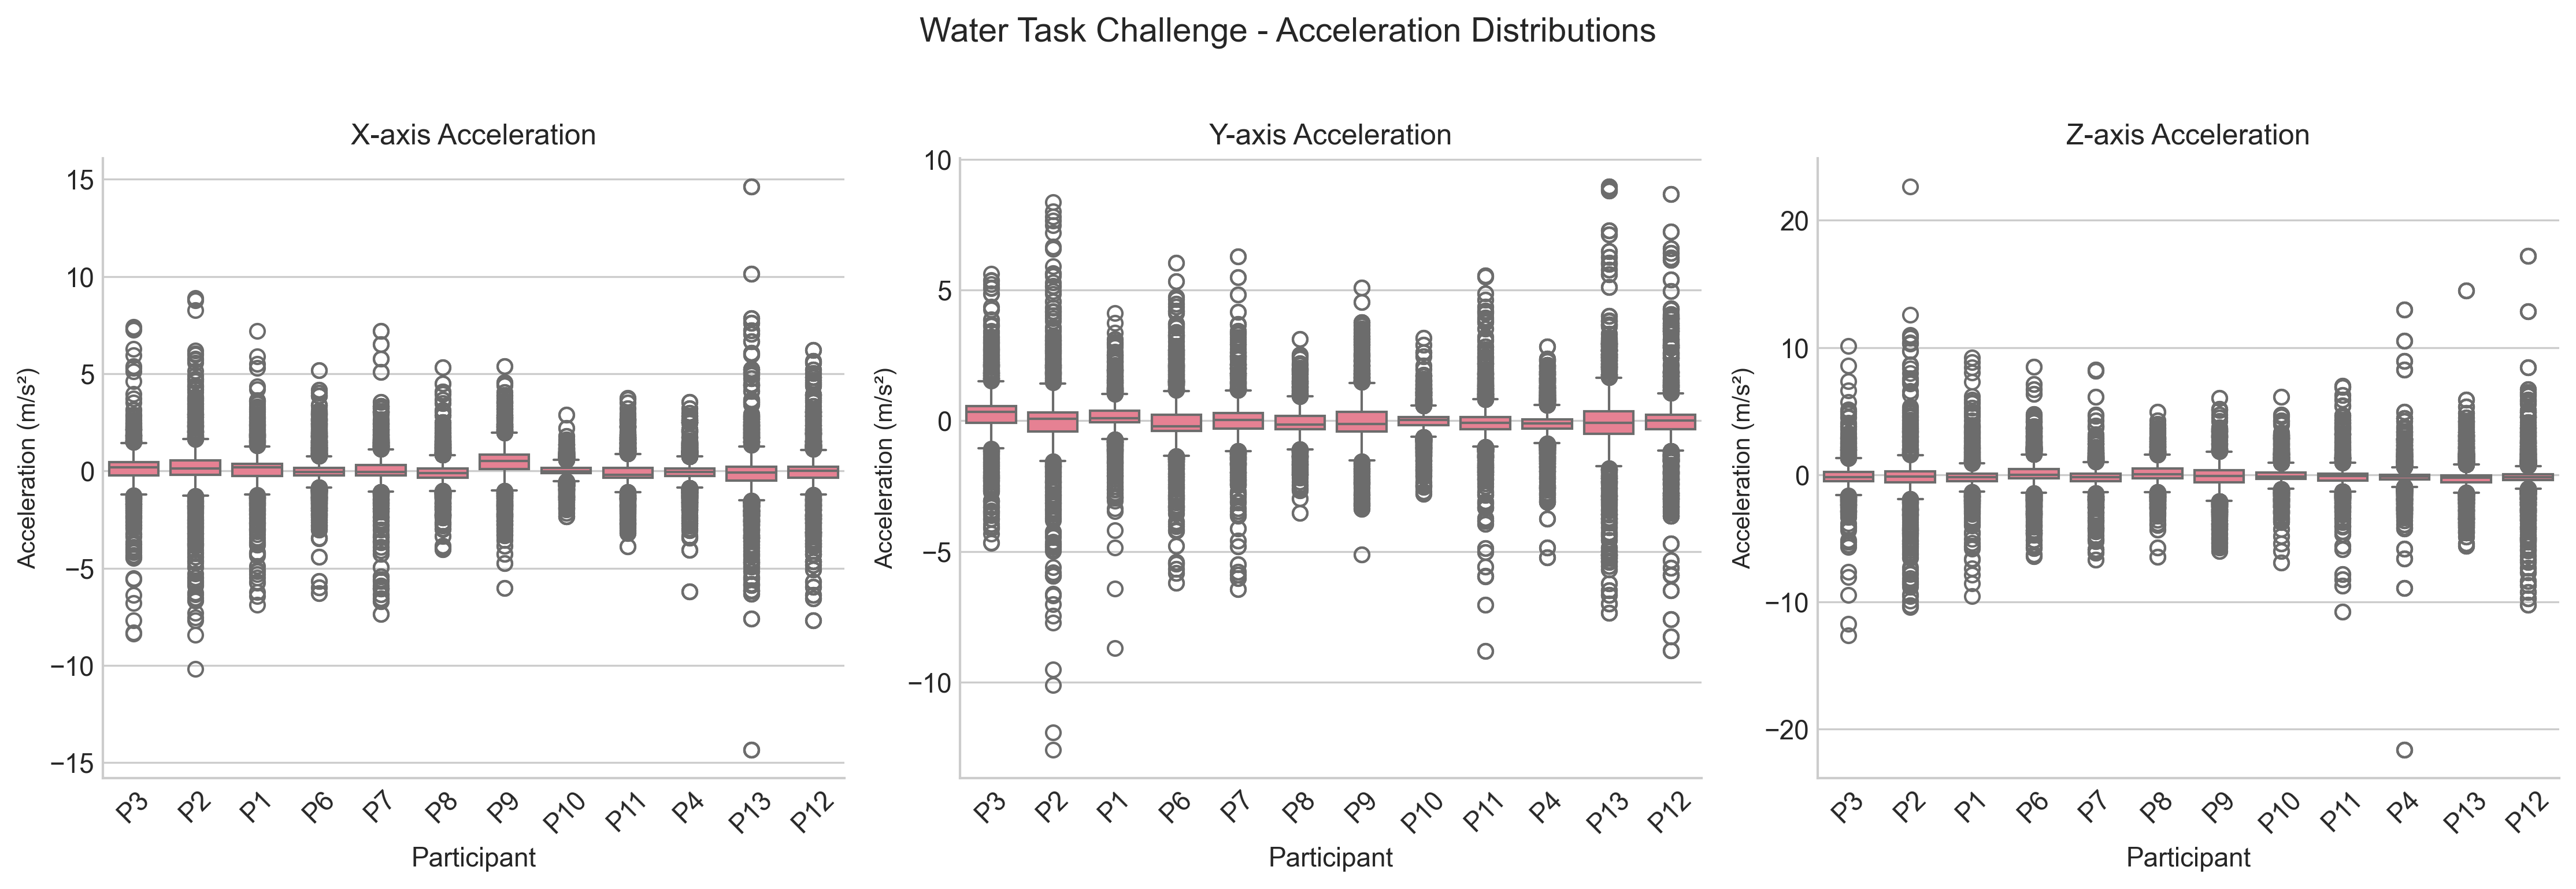 Water Task Challenge - Acceleration Distributions
X-axis Acceleration
Acceleration (m/s²)
15
10
5
0
−5
−10
−15
P3 P2 P1 P6 P7 P8 P9 P10 P11 P4 P13 P12
Participant
Y-axis Acceleration
Acceleration (m/s²)
10
5
0
−5
−10
P3 P2 P1 P6 P7 P8 P9 P10 P11 P4 P13 P12
Participant
Z-axis Acceleration
Acceleration (m/s²)
20
10
0
−10
−20
P3 P2 P1 P6 P7 P8 P9 P10 P11 P4 P13 P12
Participant